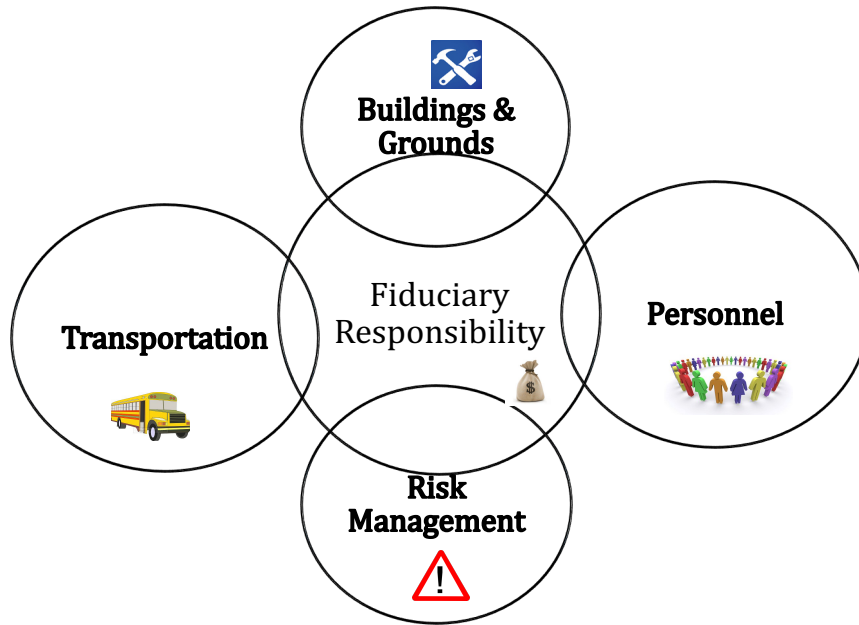 Buildings &
Grounds
Fiduciary
Responsibility
Transportation
Personnel
$
Risk
Management
!